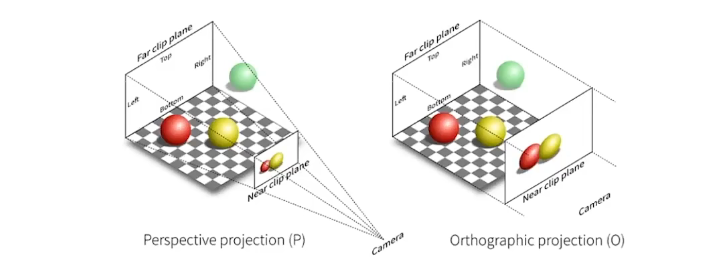 Far clip plane
Top
Right
Left
Bottom
Near clip plane
Camera
Perspective projection (P)
Far clip plane
Top
Right
Left
Bottom
Near clip plane
Camera
Orthographic projection (O)